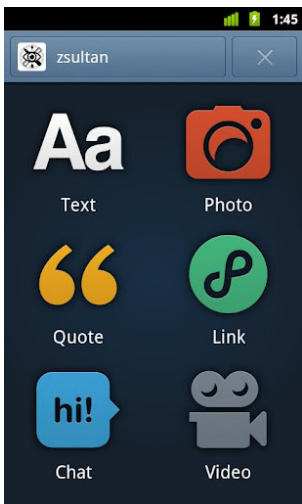 1:45
zsultan
Aa
Text Photo
Quote Link
hi!
Chat Video